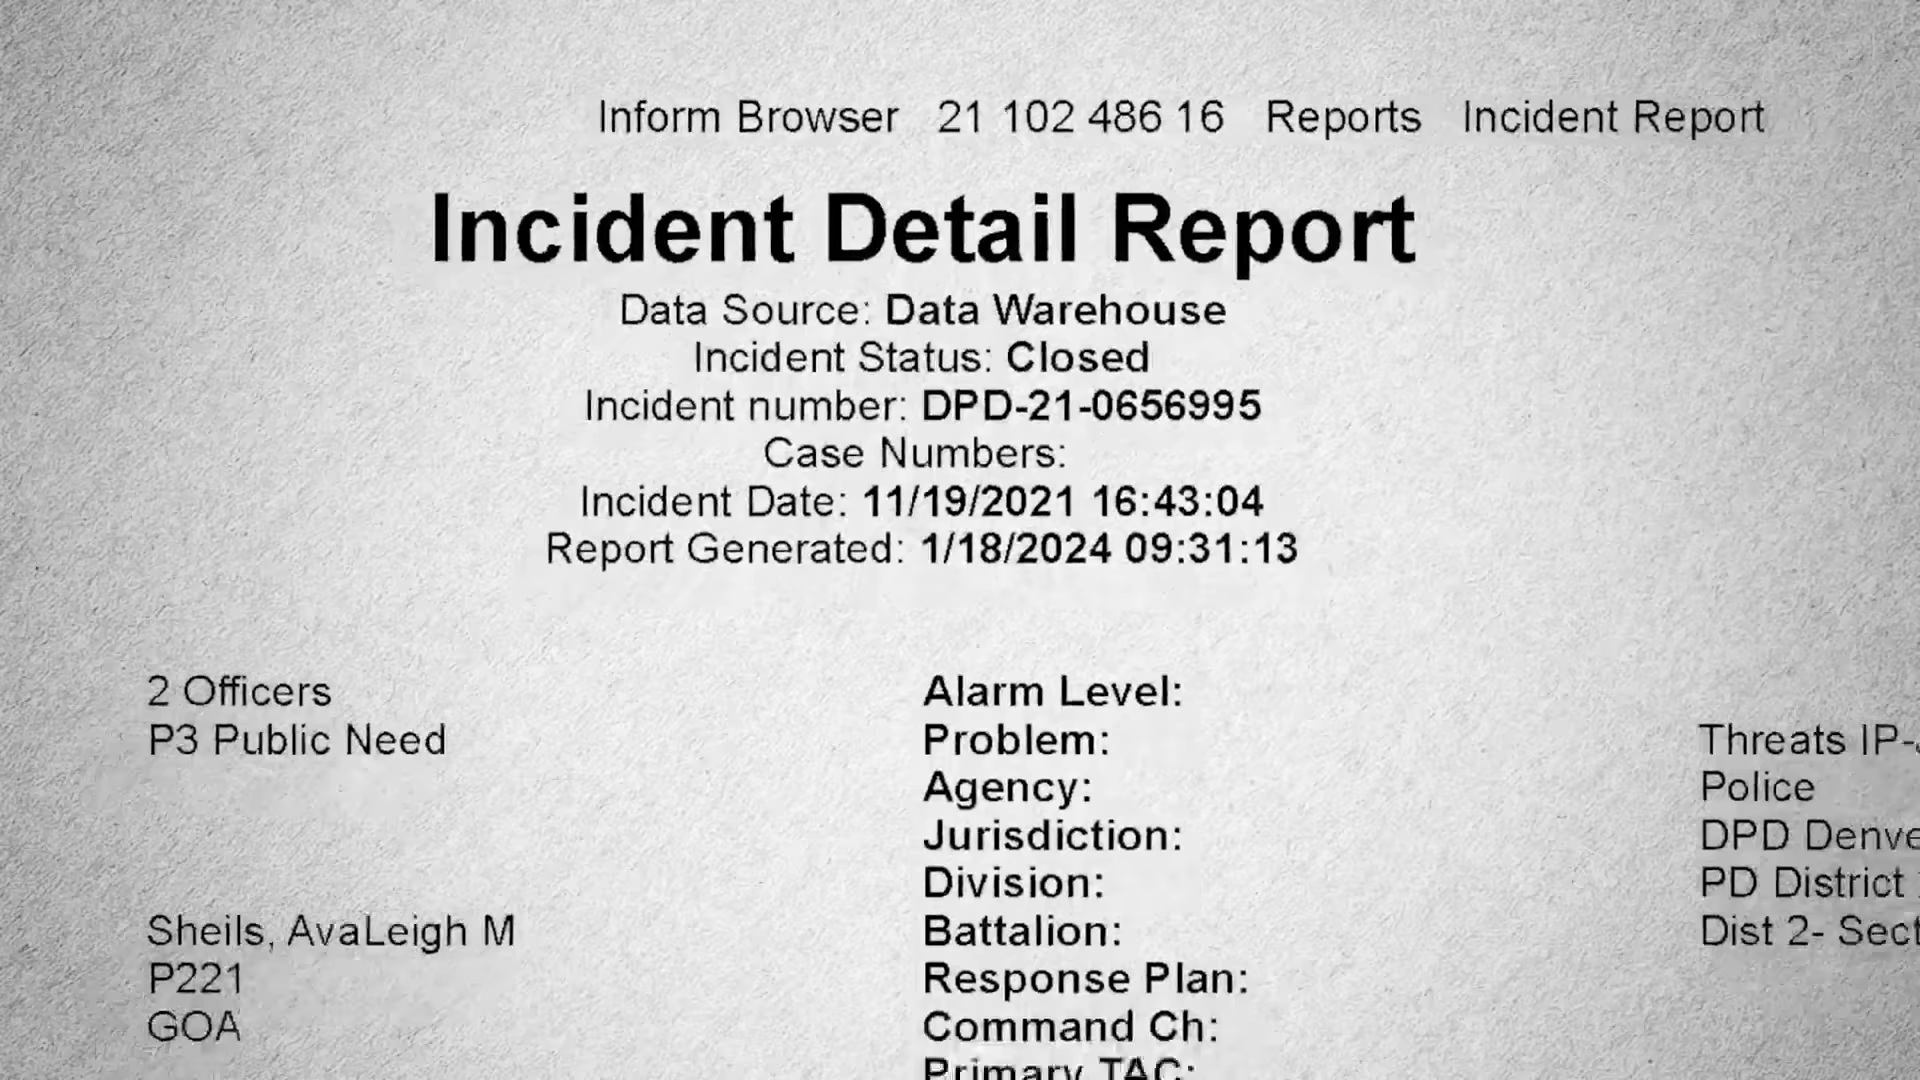 Inform Browser 21 102 486 16 Reports Incident Report
Incident Detail Report
Data Source: Data Warehouse
Incident Status: Closed
Incident number: DPD-21-0656995
Case Numbers:
Incident Date: 11/19/2021 16:43:04
Report Generated: 1/18/2024 09:31:13
2 Officers Alarm Level:
P3 Public Need Problem: Threats IP-
Agency: Police
Jurisdiction: DPD
Division: PD District
Sheils, AvaLeigh M Battalion: Dist 2-
P221 Response Plan:
GOA Command Ch:
Primary TAC: